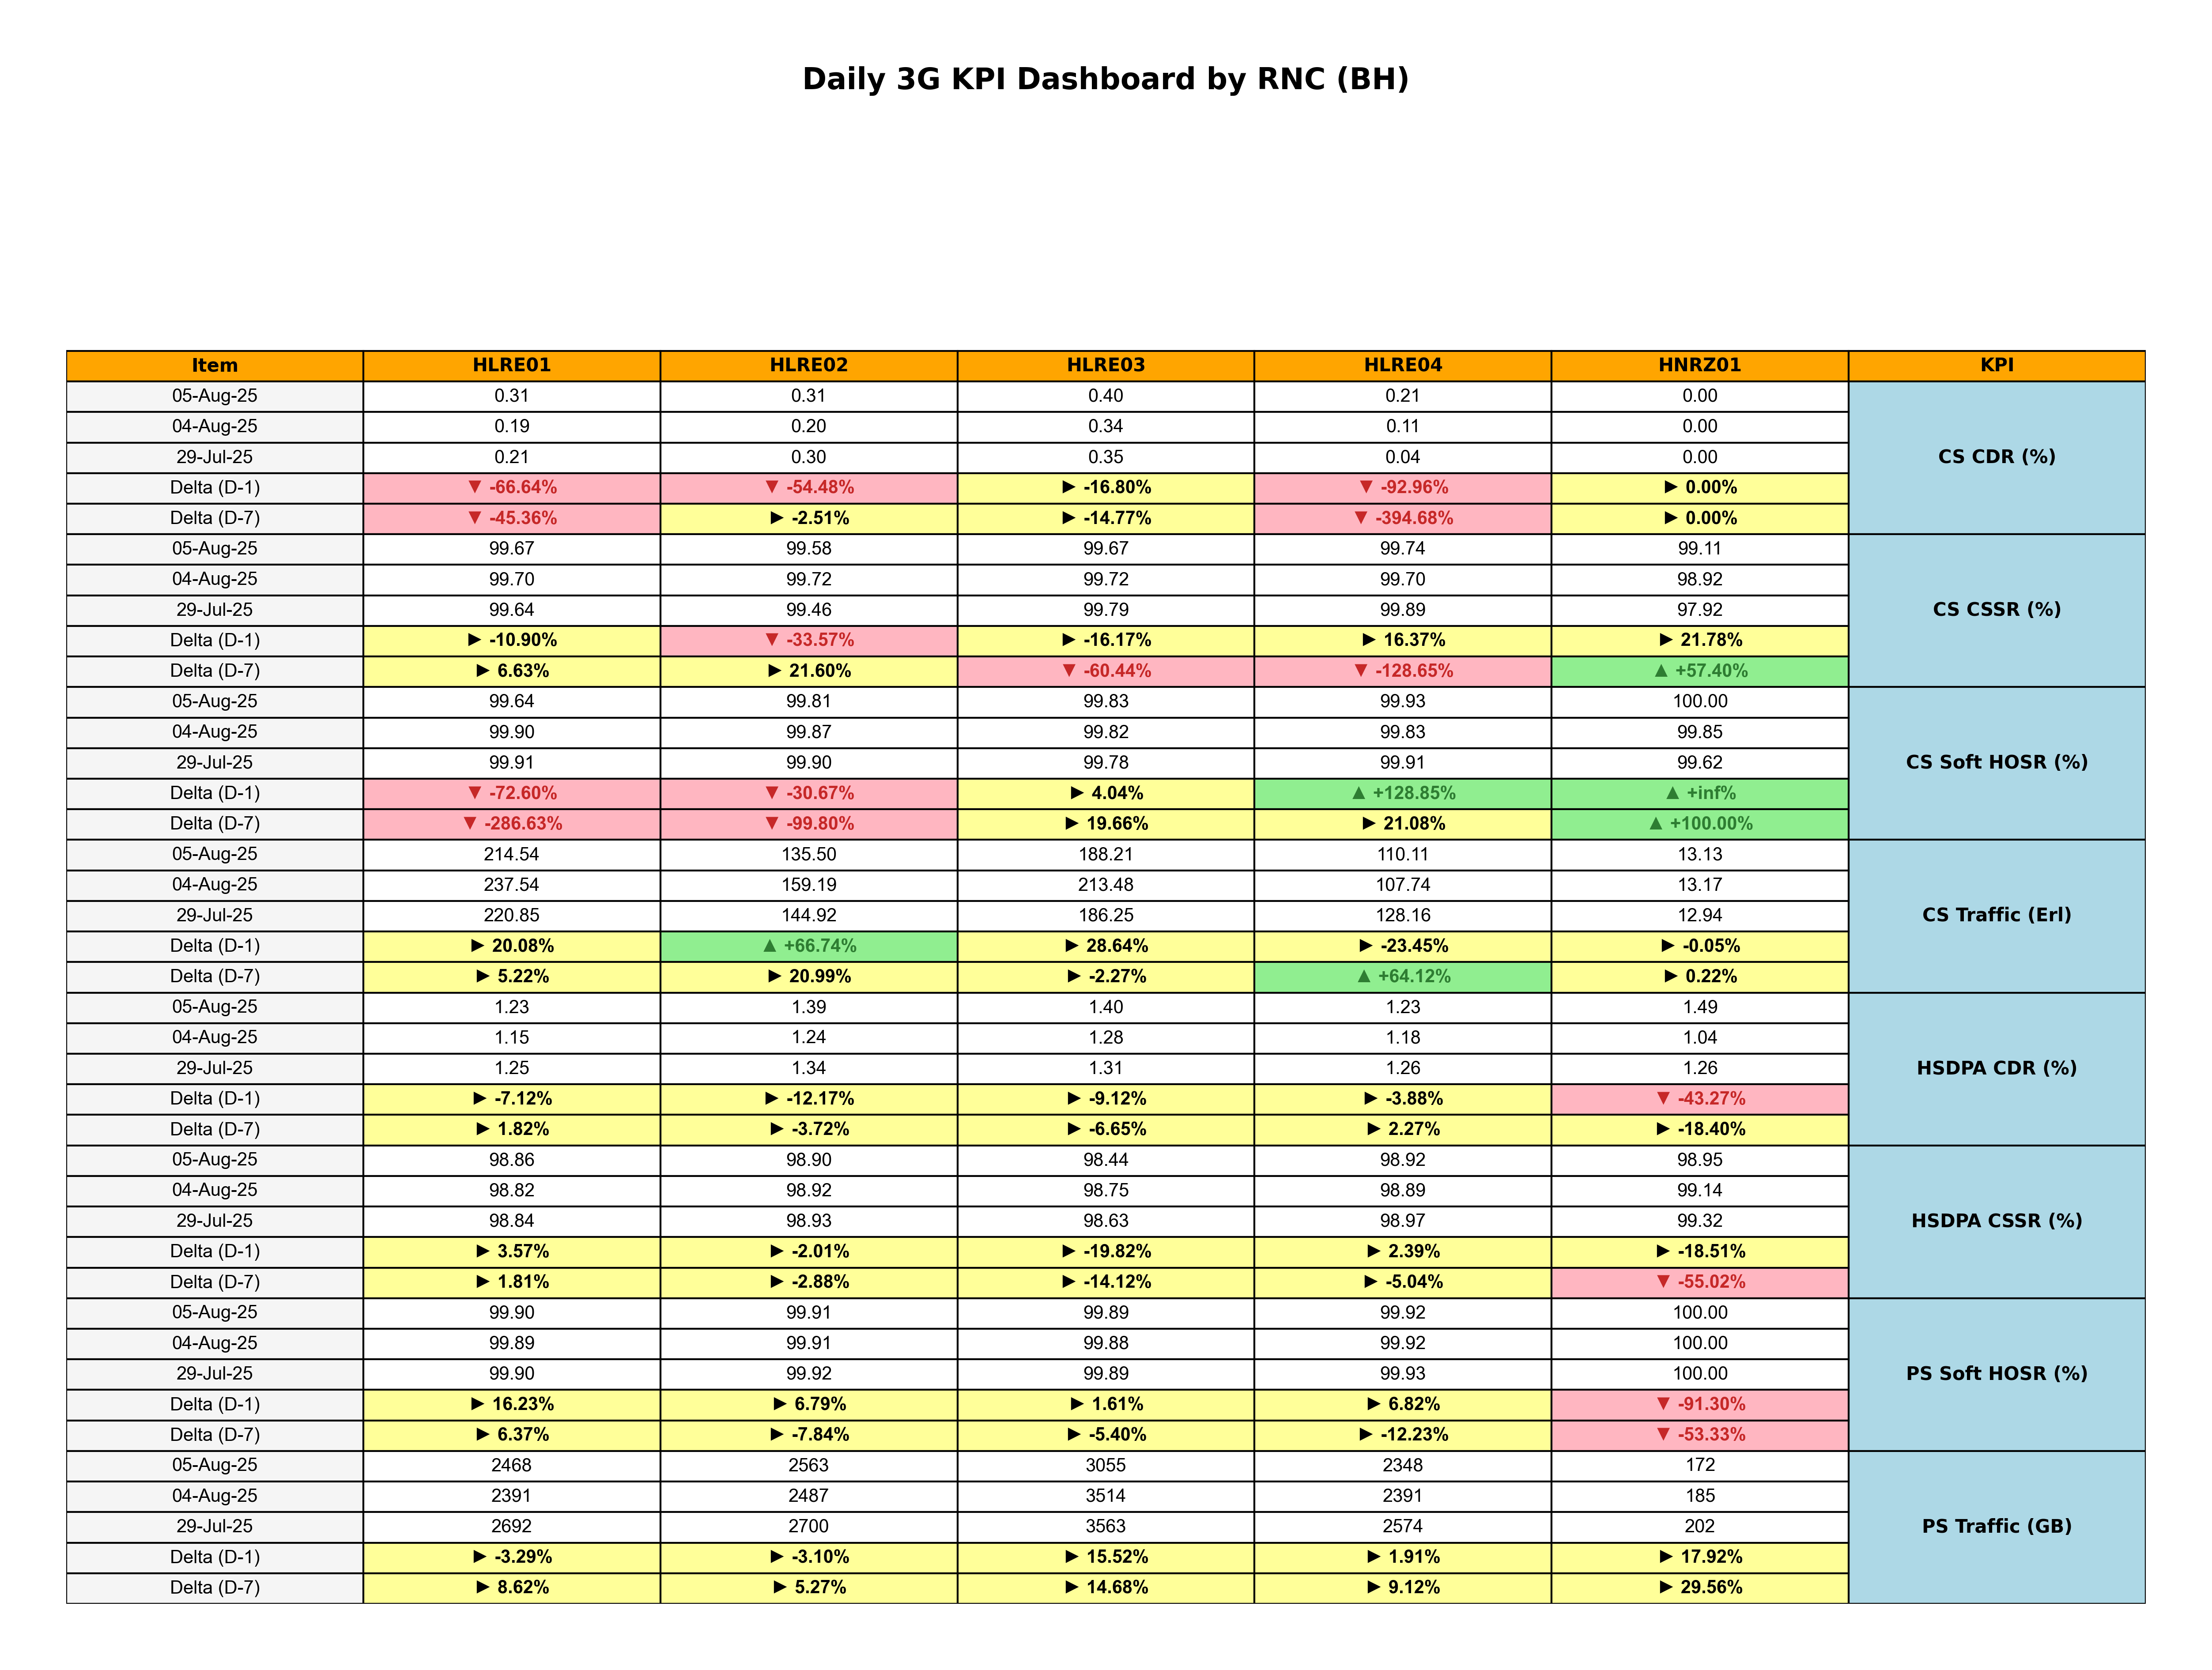 Daily 3G KPI Dashboard by RNC (BH)
Item HLRE01 HLRE02 HLRE03 HLRE04 HNRZ01 KPI
05-Aug-25 0.31 0.31 0.40 0.21 0.00
04-Aug-25 0.19 0.20 0.34 0.11 0.00
29-Jul-25 0.21 0.30 0.35 0.04 0.00 CS CDR (%)
Delta (D-1) ▼ -66.64% ▼ -54.48% ► -16.80% ▼ -92.96% ► 0.00%
Delta (D-7) ▼ -45.36% ► -2.51% ► -14.77% ▼ -394.68% ► 0.00%
05-Aug-25 99.67 99.58 99.67 99.74 99.11
04-Aug-25 99.70 99.72 99.72 99.70 98.92
29-Jul-25 99.64 99.46 99.79 99.89 97.92 CS CSSR (%)
Delta (D-1) ► -10.90% ▼ -33.57% ► -16.17% ► 16.37% ► 21.78%
Delta (D-7) ► 6.63% ► 21.60% ▼ -60.44% ▼ -128.65% ▲ +57.40%
05-Aug-25 99.64 99.81 99.83 99.93 100.00
04-Aug-25 99.90 99.87 99.82 99.83 99.85
29-Jul-25 99.91 99.90 99.78 99.91 99.62 CS Soft HOSR (%)
Delta (D-1) ▼ -72.60% ▼ -30.67% ► 4.04% ▲ +128.85% ▲ +inf%
Delta (D-7) ▼ -286.63% ▼ -99.80% ► 19.66% ► 21.08% ▲ +100.00%
05-Aug-25 214.54 135.50 188.21 110.11 13.13
04-Aug-25 237.54 159.19 213.48 107.74 13.17
29-Jul-25 220.85 144.92 186.25 128.16 12.94 CS Traffic (Erl)
Delta (D-1) ► 20.08% ▲ +66.74% ► 28.64% ► -23.45% ► -0.05%
Delta (D-7) ► 5.22% ► 20.99% ► -2.27% ▲ +64.12% ► 0.22%
05-Aug-25 1.23 1.39 1.40 1.23 1.49
04-Aug-25 1.15 1.24 1.28 1.18 1.04
29-Jul-25 1.25 1.34 1.31 1.26 1.26 HSDPA CDR (%)
Delta (D-1) ► -7.12% ► -12.17% ► -9.12% ► -3.88% ▼ -43.27%
Delta (D-7) ► 1.82% ► -3.72% ► -6.65% ► 2.27% ► -18.40%
05-Aug-25 98.86 98.90 98.44 98.92 98.95
04-Aug-25 98.82 98.92 98.75 98.89 99.14
29-Jul-25 98.84 98.93 98.63 98.97 99.32 HSDPA CSSR (%)
Delta (D-1) ► 3.57% ► -2.01% ► -19.82% ► 2.39% ► -18.51%
Delta (D-7) ► 1.81% ► -2.88% ► -14.12% ► -5.04% ▼ -55.02%
05-Aug-25 99.90 99.91 99.89 99.92 100.00
04-Aug-25 99.89 99.91 99.88 99.92 100.00
29-Jul-25 99.90 99.92 99.89 99.93 100.00 PS Soft HOSR (%)
Delta (D-1) ► 16.23% ► 6.79% ► 1.61% ► 6.82% ▼ -91.30%
Delta (D-7) ► 6.37% ► -7.84% ► -5.40% ► -12.23% ▼ -53.33%
05-Aug-25 2468 2563 3055 2348 172
04-Aug-25 2391 2487 3514 2391 185
29-Jul-25 2692 2700 3563 2574 202 PS Traffic (GB)
Delta (D-1) ► -3.29% ► -3.10% ► 15.52% ► 1.91% ► 17.92%
Delta (D-7) ► 8.62% ► 5.27% ► 14.68% ► 9.12% ► 29.56%